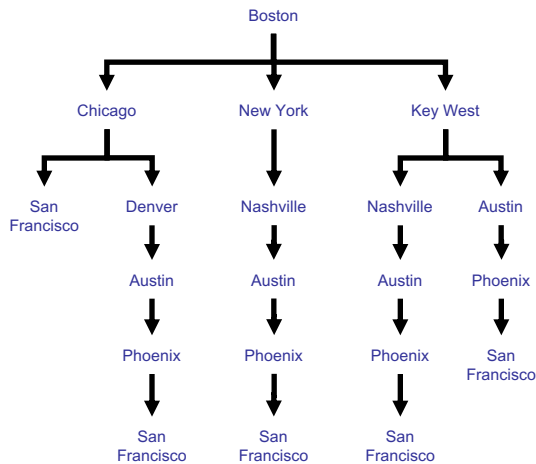 Boston
Chicago
New York
Key West
San
Francisco
Denver
Nashville
Nashville
Austin
Austin
Austin
Austin
Phoenix
Phoenix
Phoenix
Phoenix
San
Francisco
San
Francisco
San
Francisco
San
Francisco